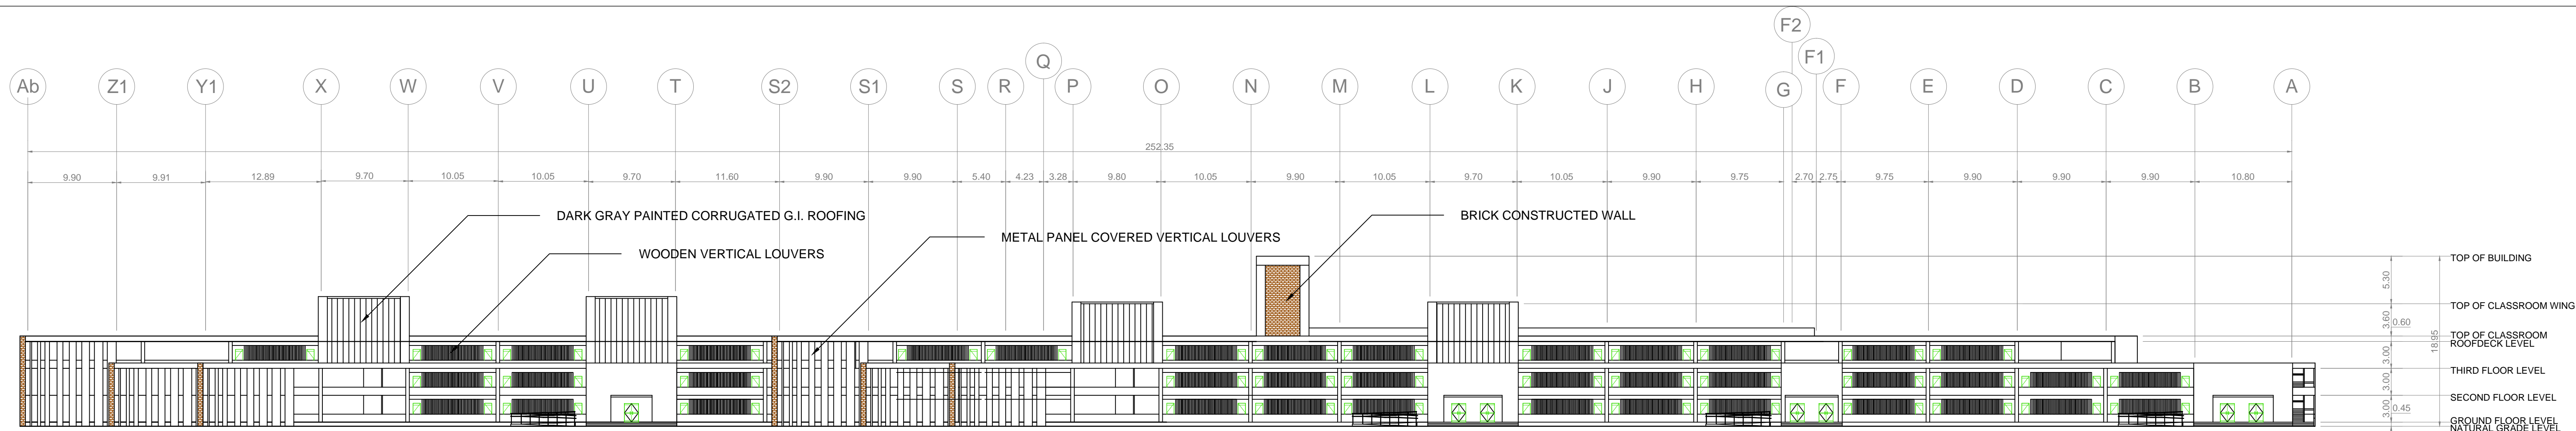 F2
Q
F1
Ab Z1 Y1 X W V U T S2 S1 S R P O N M L K J H G F E D C B A
252.35
9.90 9.91 12.89 9.70 10.05 10.05 9.70 11.60 9.90 9.90 5.40 4.23 3.28 9.80 10.05 9.90 10.05 9.70 10.05 9.90 9.75 2.70 2.75 9.75 9.90 9.90 9.90 10.80
DARK GRAY PAINTED CORRUGATED G.I. ROOFING
BRICK CONSTRUCTED WALL
METAL PANEL COVERED VERTICAL LOUVERS
WOODEN VERTICAL LOUVERS
TOP OF BUILDING
5.30
TOP OF CLASSROOM WING
3.60
0.60
TOP OF CLASSROOM
ROOFDECK LEVEL
18.95
3.00
THIRD FLOOR LEVEL
3.00
SECOND FLOOR LEVEL
3.00
0.45
GROUND FLOOR LEVEL
NATURAL GRADE LEVEL